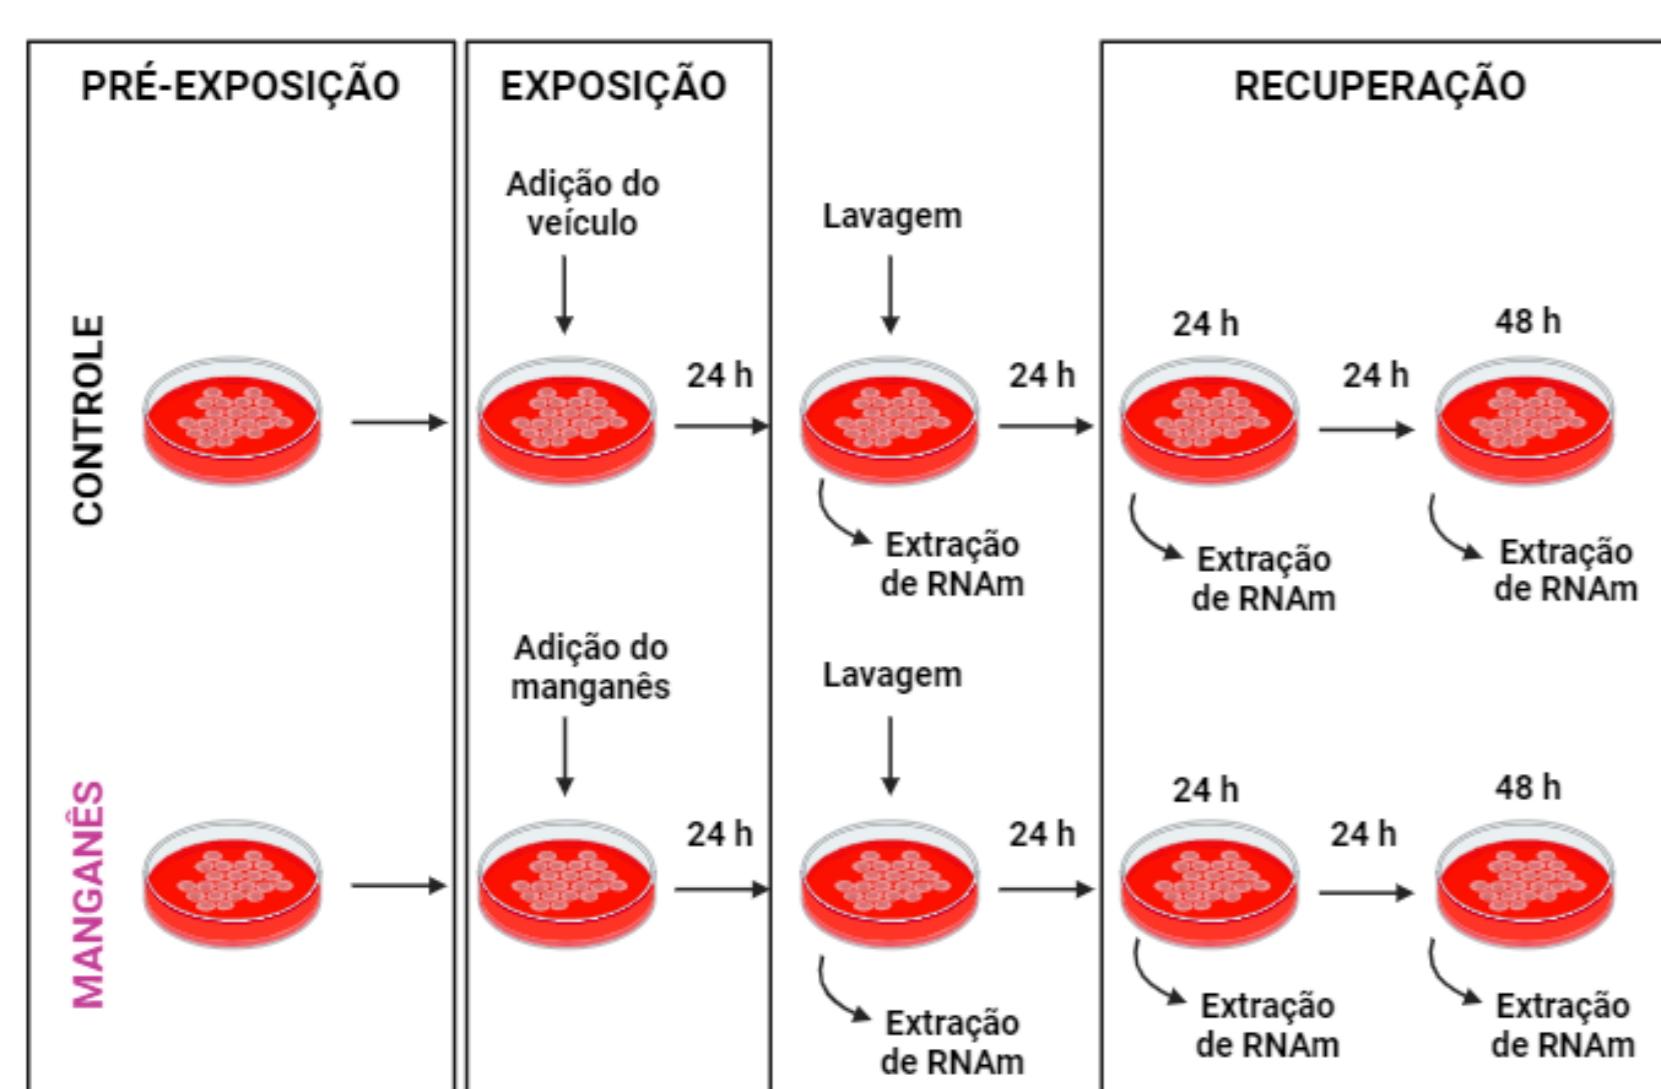 PRÉ-EXPOSIÇÃO
EXPOSIÇÃO
RECUPERAÇÃO
CONTROLE
Adição do
veículo
24 h
Lavagem
24 h
Extração
de RNAm
24 h
24 h
48 h
Extração
de RNAm
Extração
de RNAm
MANGANÊS
Adição do
manganês
24 h
Lavagem
24 h
Extração
de RNAm
24 h
24 h
48 h
Extração
de RNAm
Extração
de RNAm